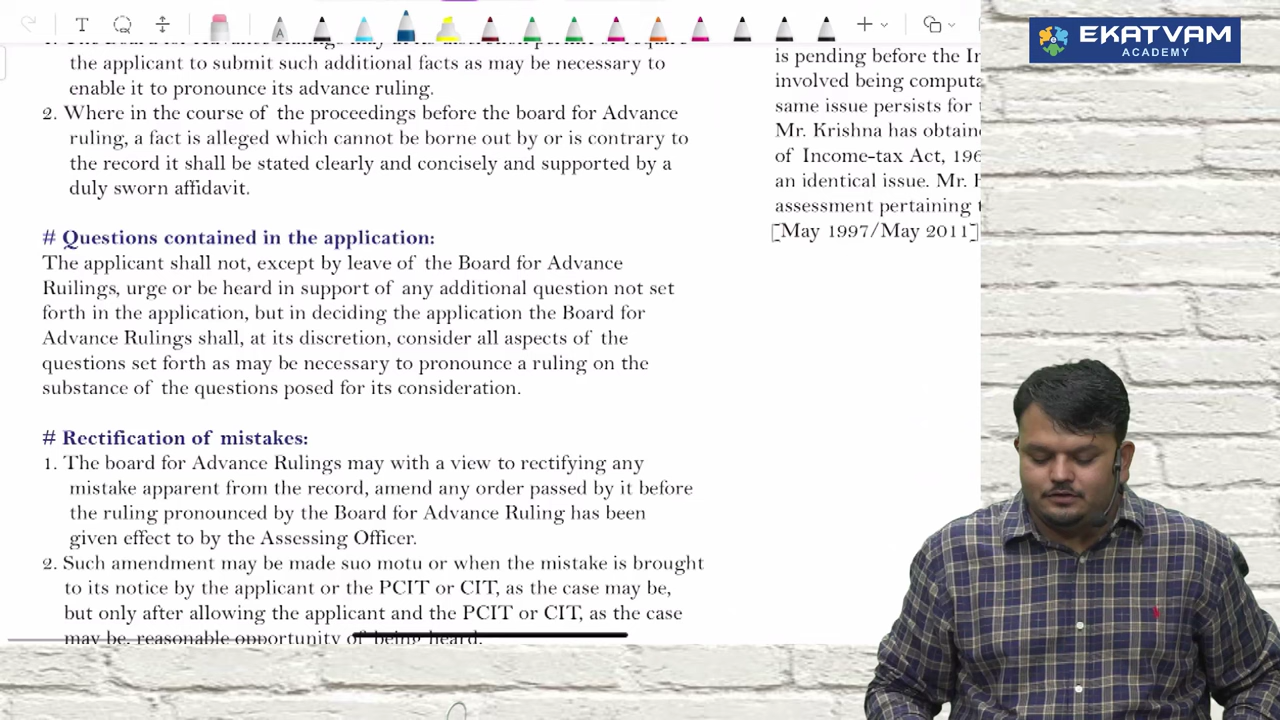 EKATVAM
ACADEMY
the applicant to submit such additional facts as may be necessary to
enable it to pronounce its advance ruling.
2. Where in the course of the proceedings before the board for Advance
ruling, a fact is alleged which cannot be borne out by or is contrary to
the record it shall be stated clearly and concisely and supported by a
duly sworn affidavit.
# Questions contained in the application:
The applicant shall not, except by leave of the Board for Advance
Ruilings, urge or be heard in support of any additional question not set
forth in the application, but in deciding the application the Board for
Advance Rulings shall, at its discretion, consider all aspects of the
questions set forth as may be necessary to pronounce a ruling on the
substance of the questions posed for its consideration.
# Rectification of mistakes:
1. The board for Advance Rulings may with a view to rectifying any
mistake apparent from the record, amend any order passed by it before
the ruling pronounced by the Board for Advance Ruling has been
given effect to by the Assessing Officer.
2. Such amendment may be made suo motu or when the mistake is brought
to its notice by the applicant or the PCIT or CIT, as the case may be,
but only after allowing the applicant and the PCIT or CIT, as the case
may be, reasonable opportunity of being heard.
is pending before the
involved being computa
same issue persists for
Mr. Krishna has obtaine
of Income-tax Act, 196
an identical issue. Mr.
assessment pertaining
[May 1997/May 2011]